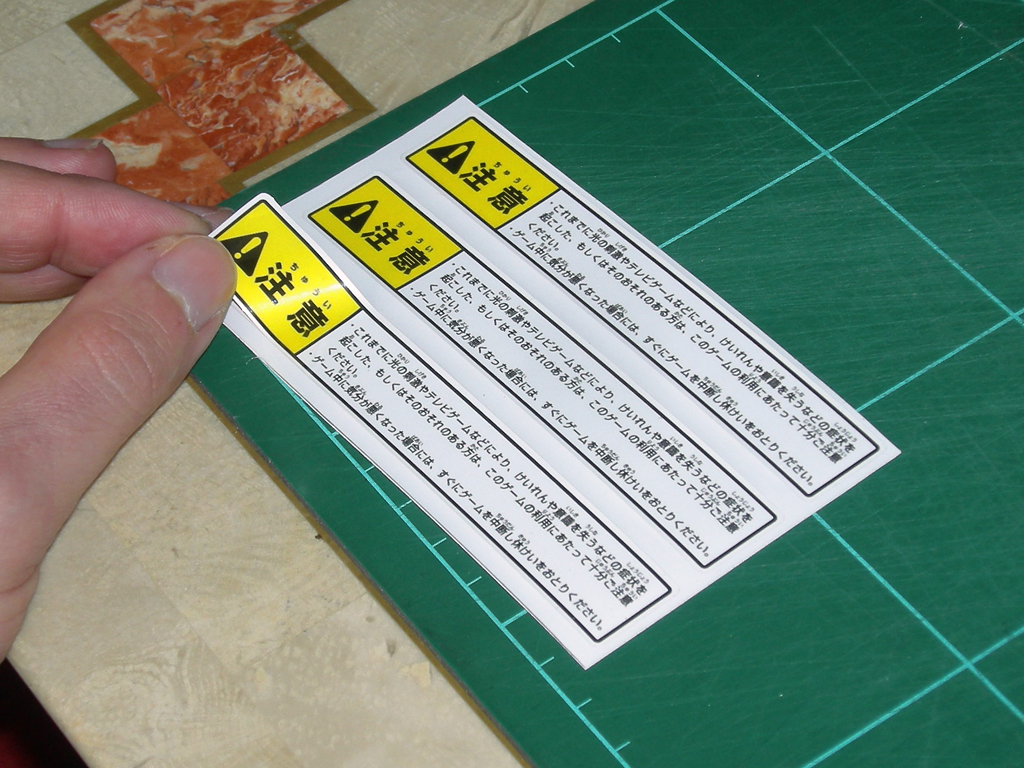 注意
ちゅうい
・これまでに光の刺激やテレビゲームなどにより、けいれんや意識を失うなどの症状を
起こした、もしくはそのおそれのある方は、このゲームの利用にあたって十分ご注意
ください。
・ゲーム中に気分が悪くなった場合には、すぐにゲームを中断し休けいをおとりください。
注意
ちゅうい
・これまでに光の刺激やテレビゲームなどにより、けいれんや意識を失うなどの症状を
起こした、もしくはそのおそれのある方は、このゲームの利用にあたって十分ご注意
ください。
・ゲーム中に気分が悪くなった場合には、すぐにゲームを中断し休けいをおとりください。
注意
ちゅうい
・これまでに光の刺激やテレビゲームなどにより、けいれんや意識を失うなどの症状を
起こした、もしくはそのおそれのある方は、このゲームの利用にあたって十分ご注意
ください。
・ゲーム中に気分が悪くなった場合には、すぐにゲームを中断し休けいをおとりください。